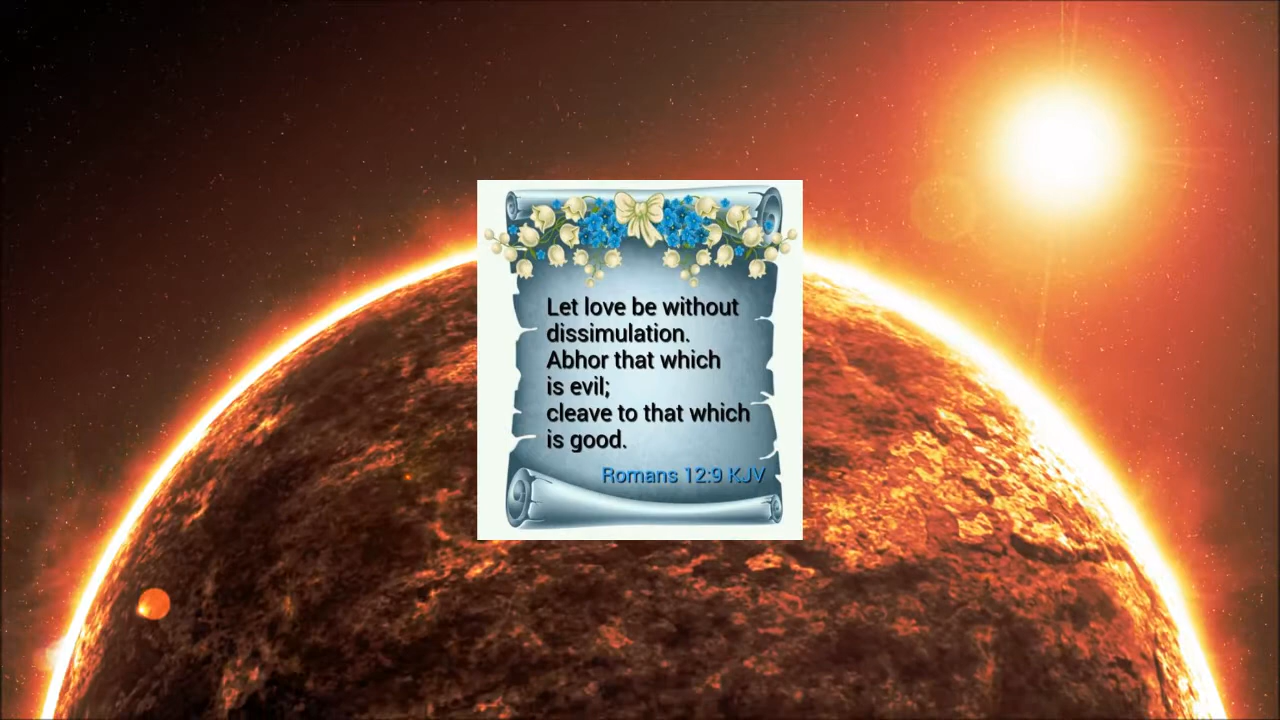 Let love be without
dissimulation.
Abhor that which
is evil;
cleave to that which
is good.
Romans 12:9 KJV